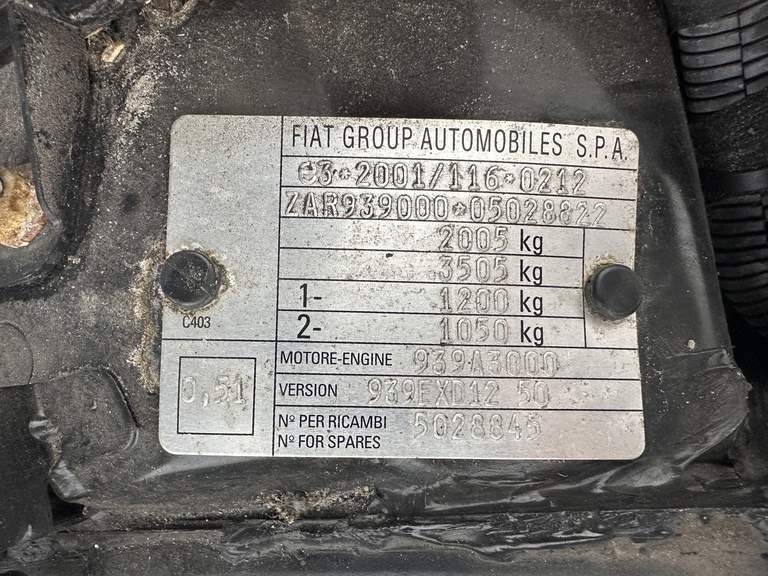 FIAT GROUP AUTOMOBILES S.P.A.
e3*2001/116*0212
ZAR939000*05028822
2005 kg
3505 kg
1- 1200 kg
2- 1050 kg
C403
MOTORE-ENGINE 939A3000
0,51
VERSION 939EXD12 50
Nº PER RICAMBI
Nº FOR SPARES 5028845